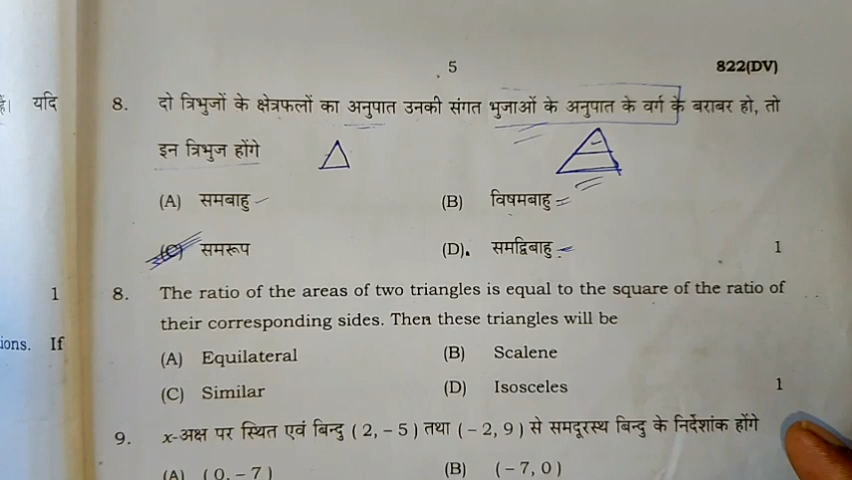 5
822(DV)
हैं। यदि
8. दो त्रिभुजों के क्षेत्रफलों का अनुपात उनकी संगत भुजाओं के अनुपात के वर्ग के बराबर हो, तो
इन त्रिभुज होंगे
(A) समबाहु
(B) विषमबाहु
(C) समरूप
(D) समद्विबाहु
1
1
8. The ratio of the areas of two triangles is equal to the square of the ratio of
ions. If
their corresponding sides. Then these triangles will be
(A) Equilateral
(B) Scalene
(C) Similar
(D) Isosceles
1
9. x-अक्ष पर स्थित एवं बिन्दु ( 2, – 5 ) तथा ( – 2, 9 ) से समदूरस्थ बिन्दु के निर्देशांक होंगे
(A) ( 0, – 7 )
(B) ( – 7, 0 )